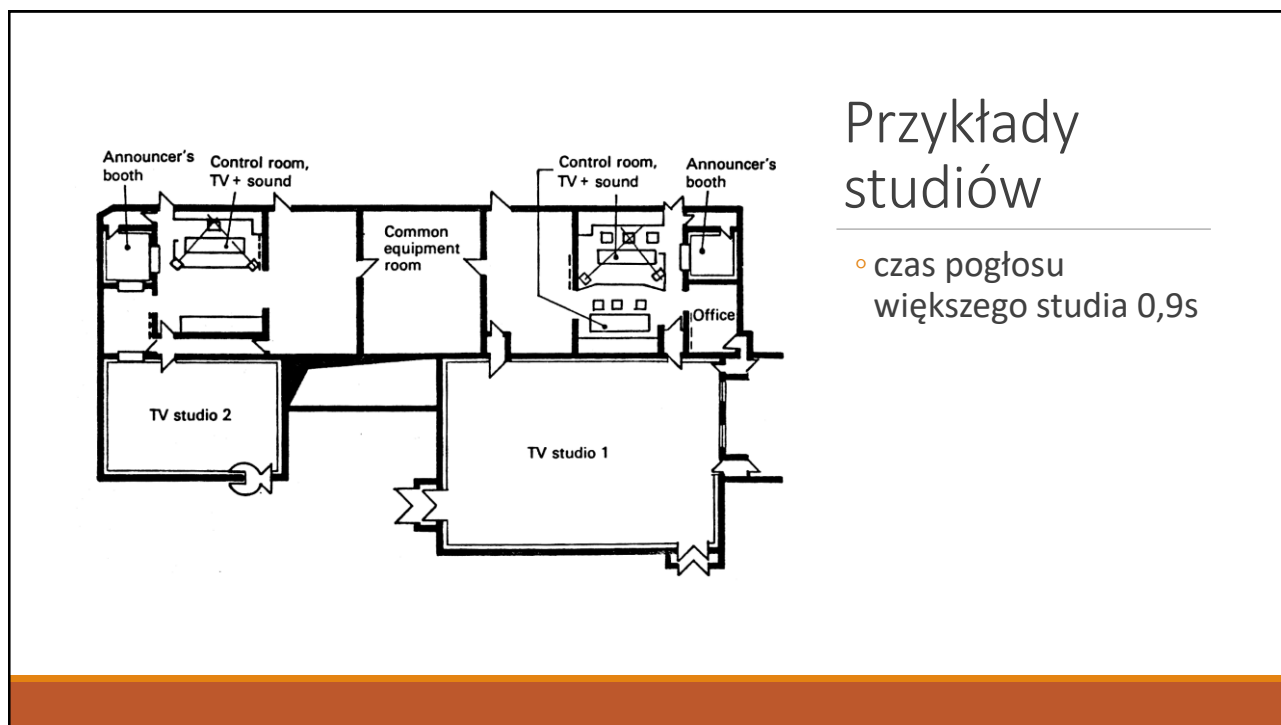 Przykłady
studiów
◦ czas pogłosu
większego studia 0,9s
Announcer's
booth
Control room,
TV + sound
Control room,
TV + sound
Announcer's
booth
Common
equipment
room
Office
TV studio 2
TV studio 1